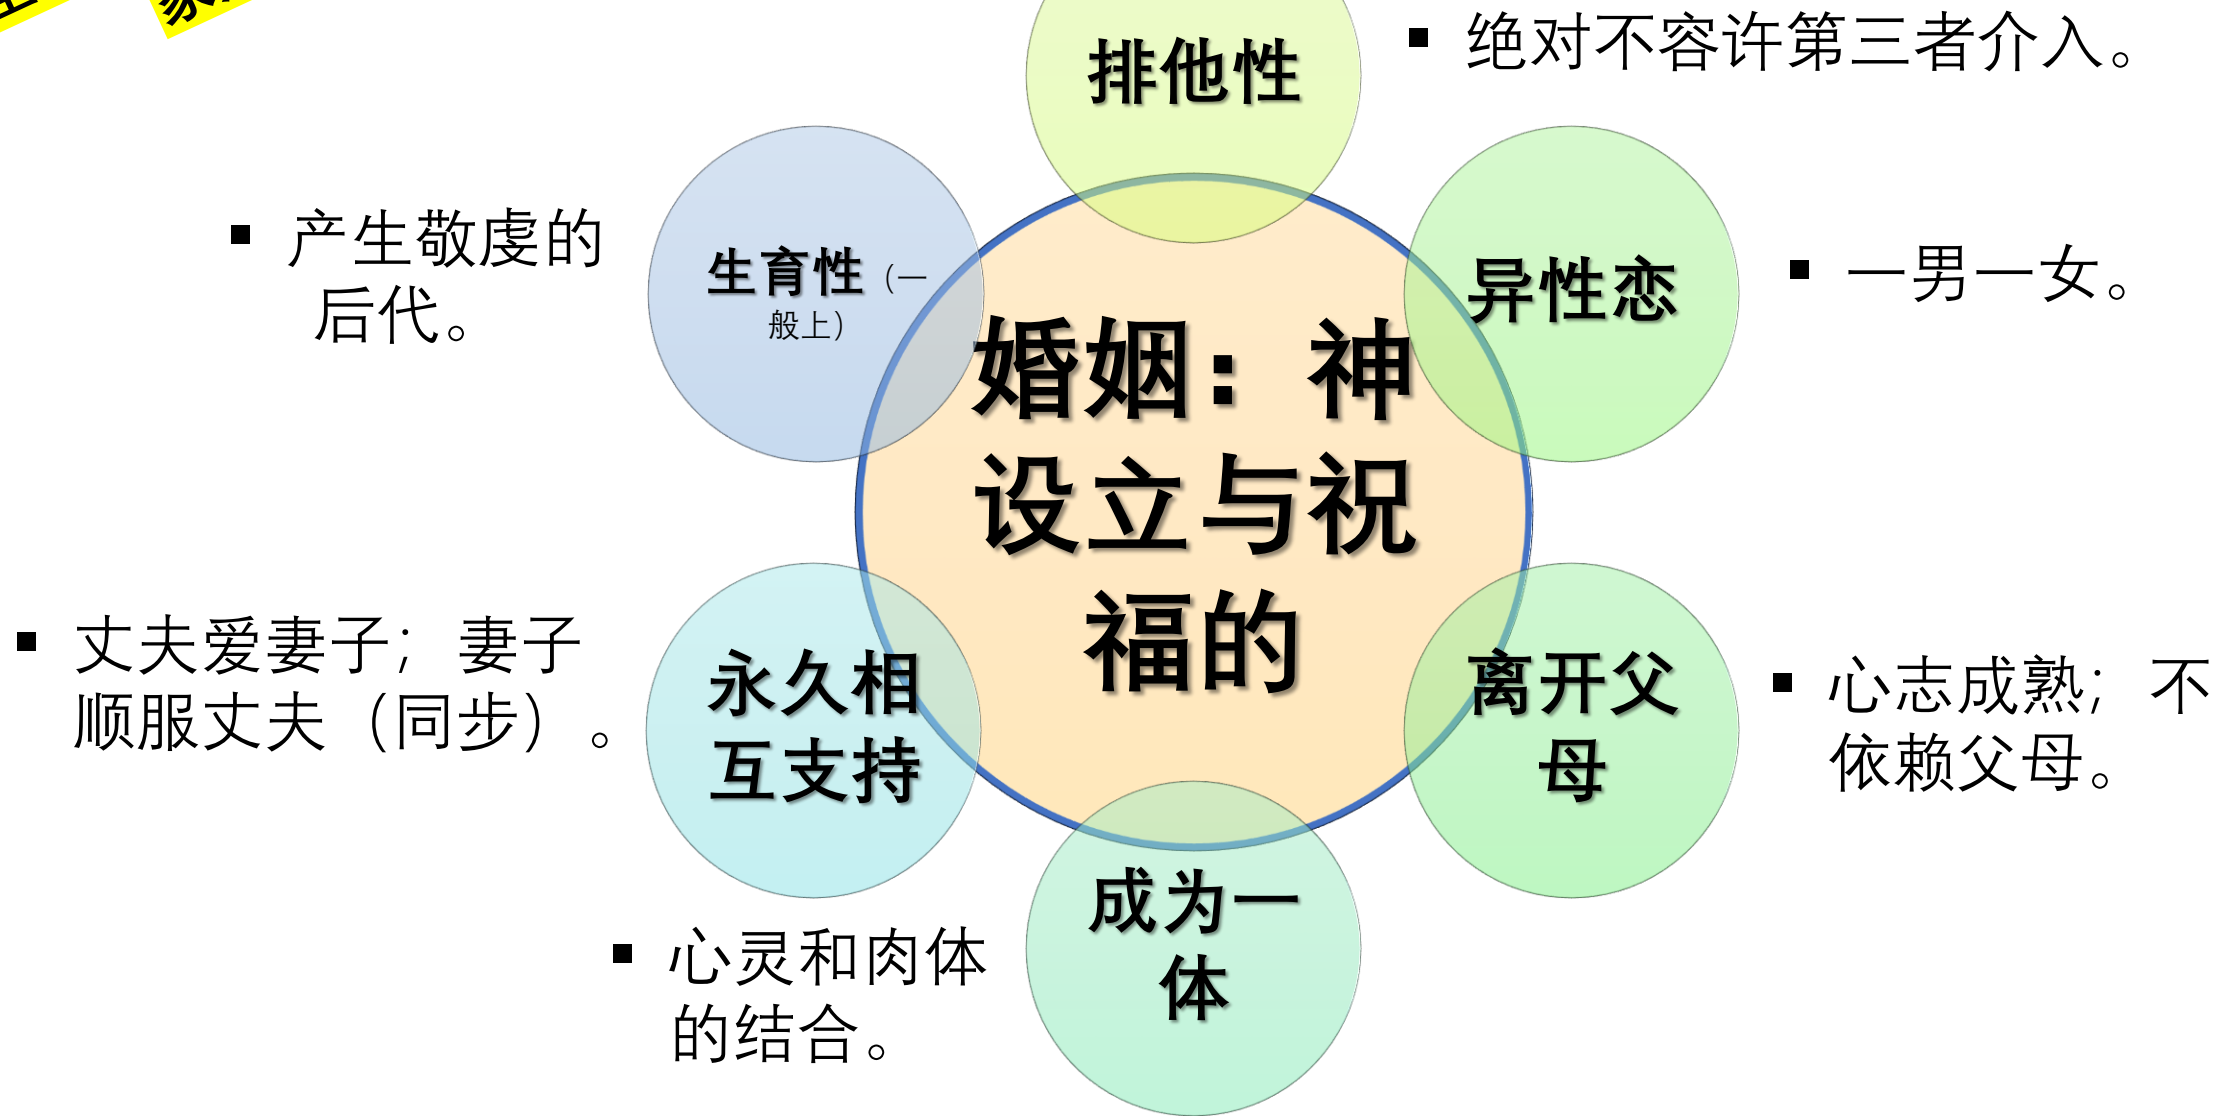 排他性
绝对不容许第三者介入。
生育性（一
般上）
产生敬虔的
后代。
异性恋
一男一女。
婚姻：神
设立与祝
福的
永久相
互支持
丈夫爱妻子；妻子
顺服丈夫（同步）。
离开父
母
心志成熟；不
依赖父母。
成为一
体
心灵和肉体
的结合。